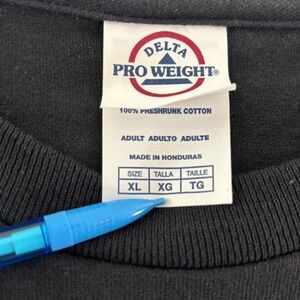 DELTA
PRO WEIGHT®
100% PRESHRUNK COTTON
ADULT ADULTO ADULTE
MADE IN HONDURAS
SIZE TALLA TAILLE
XL XG TG